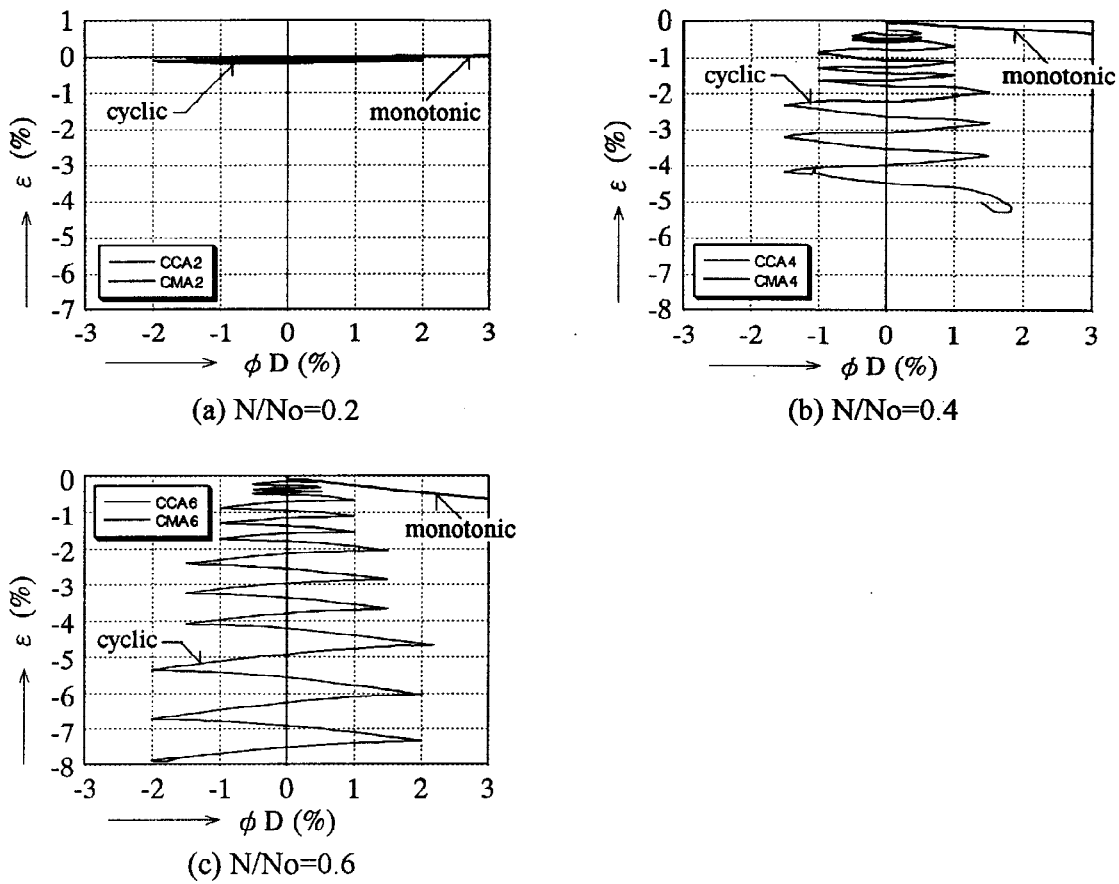 1
0
-1
-2
-3
-4
-5
-6
-7
ε (%)
cyclic
monotonic
CCA2
CMA2
-3 -2 -1 0 1 2 3
ϕ D (%)
(a) N/No=0.2
0
-1
-2
-3
-4
-5
-6
-7
-8
ε (%)
cyclic
monotonic
CCA4
CMA4
-3 -2 -1 0 1 2 3
ϕ D (%)
(b) N/No=0.4
0
-1
-2
-3
-4
-5
-6
-7
-8
ε (%)
CCA6
CMA6
monotonic
cyclic
-3 -2 -1 0 1 2 3
ϕ D (%)
(c) N/No=0.6